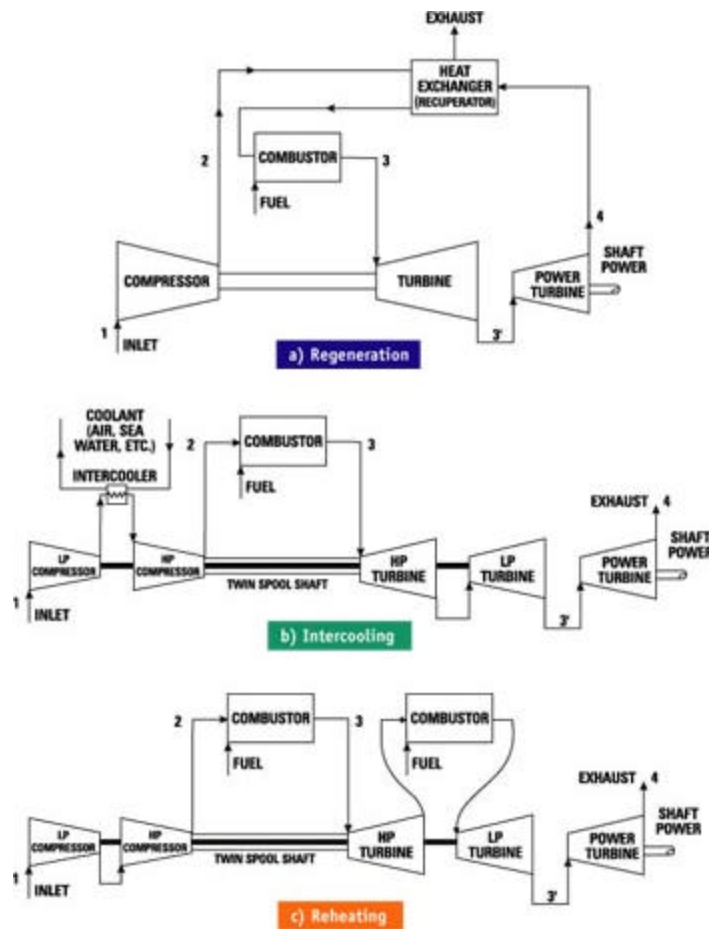 EXHAUST
HEAT
EXCHANGER
(RECUPERATOR)
2
COMBUSTOR
3
FUEL
4
SHAFT
POWER
COMPRESSOR
TURBINE
POWER
TURBINE
1
INLET
3'
a) Regeneration
COOLANT
(AIR, SEA
WATER, ETC.)
INTERCOOLER
2
COMBUSTOR
3
FUEL
EXHAUST 4
SHAFT
POWER
LP
COMPRESSOR
HP
COMPRESSOR
TWIN SPOOL SHAFT
HP
TURBINE
LP
TURBINE
POWER
TURBINE
1
INLET
3'
b) Intercooling
2
COMBUSTOR
3
COMBUSTOR
FUEL
FUEL
EXHAUST 4
SHAFT
POWER
LP
COMPRESSOR
HP
COMPRESSOR
TWIN SPOOL SHAFT
HP
TURBINE
LP
TURBINE
POWER
TURBINE
1
INLET
3'
c) Reheating